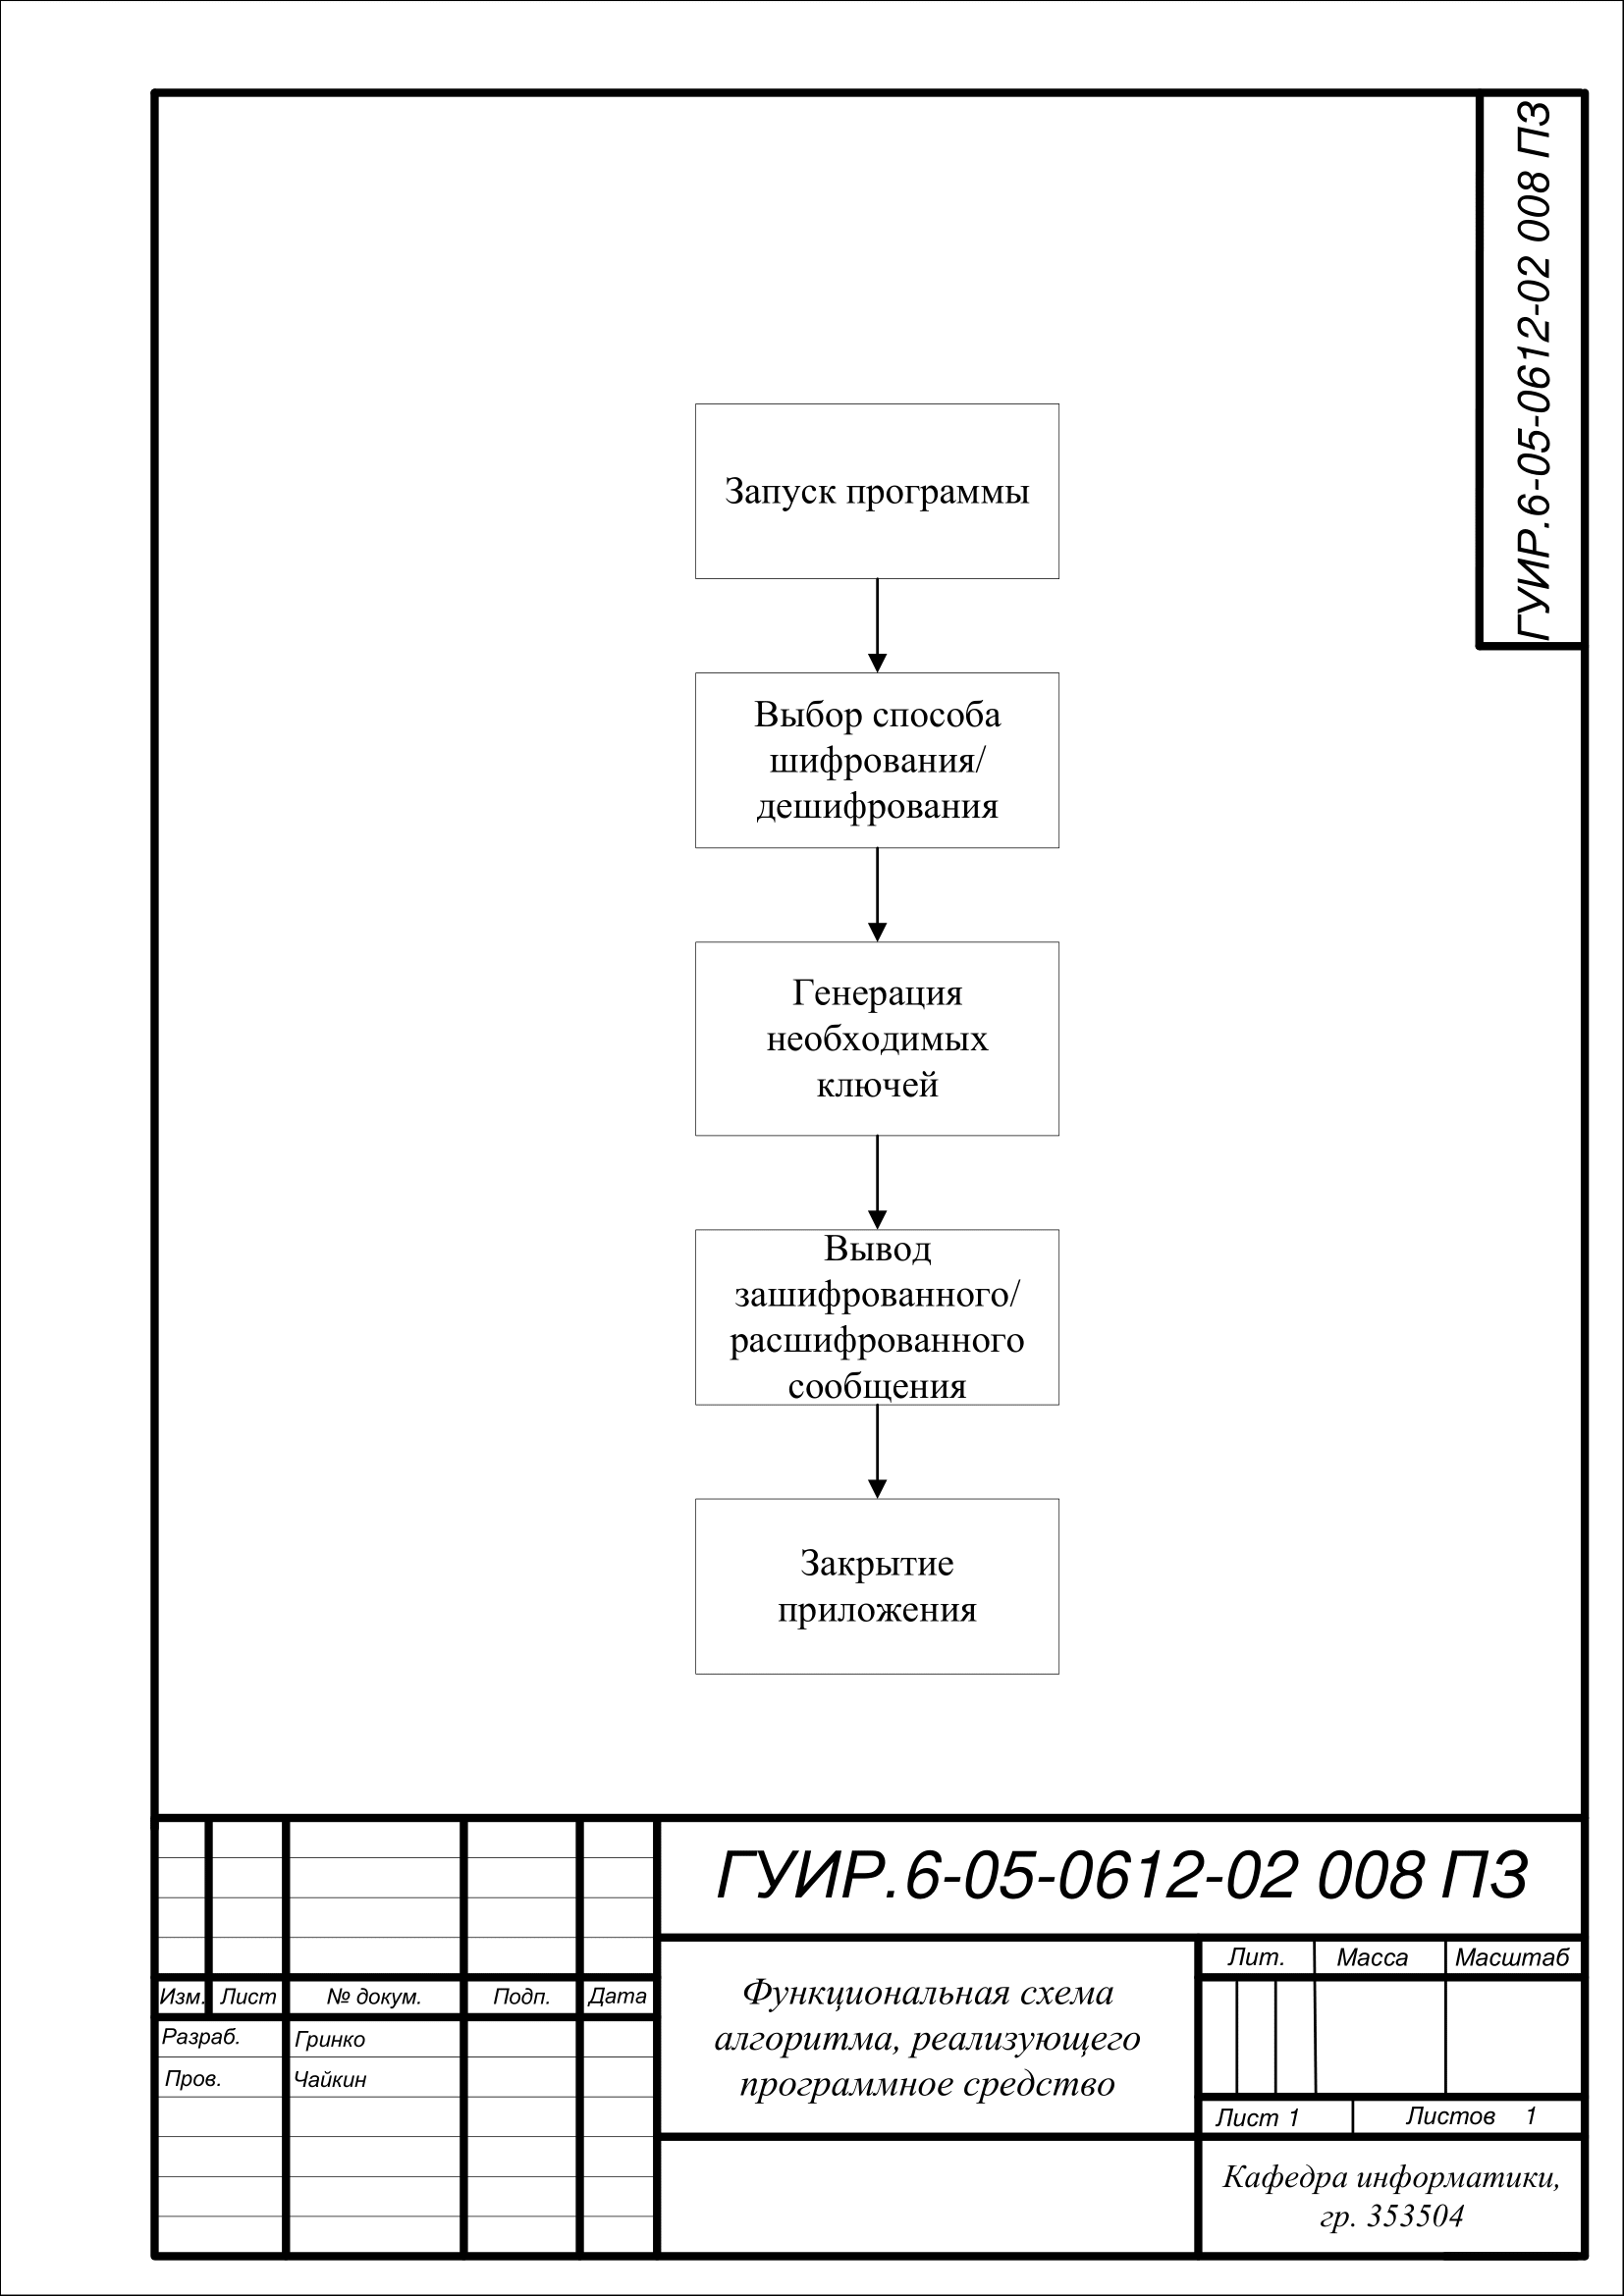 ГУИР.6-05-0612-02 008 ПЗ
Запуск программы
Выбор способа
шифрования/
дешифрования
Генерация
необходимых
ключей
Вывод
зашифрованного/
расшифрованного
сообщения
Закрытие
приложения
ГУИР.6-05-0612-02 008 ПЗ
Лит. Масса Масштаб
Изм. Лист № докум. Подп. Дата
Функциональная схема
алгоритма, реализующего
программное средство
Разраб. Гринко
Пров. Чайкин
Лист 1 Листов 1
Кафедра информатики,
гр. 353504